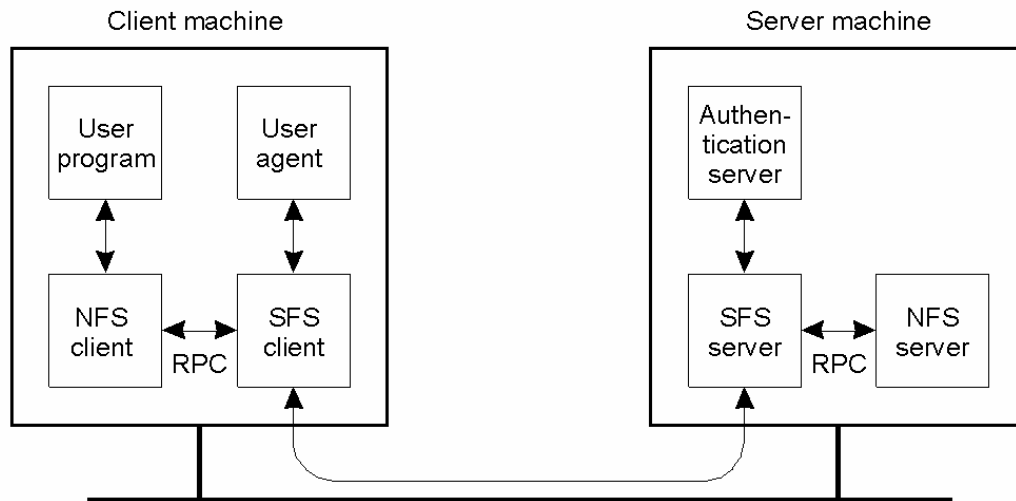 Client machine
Server machine
User
program
User
agent
Authen-
tication
server
NFS
client
RPC
SFS
client
SFS
server
RPC
NFS
server